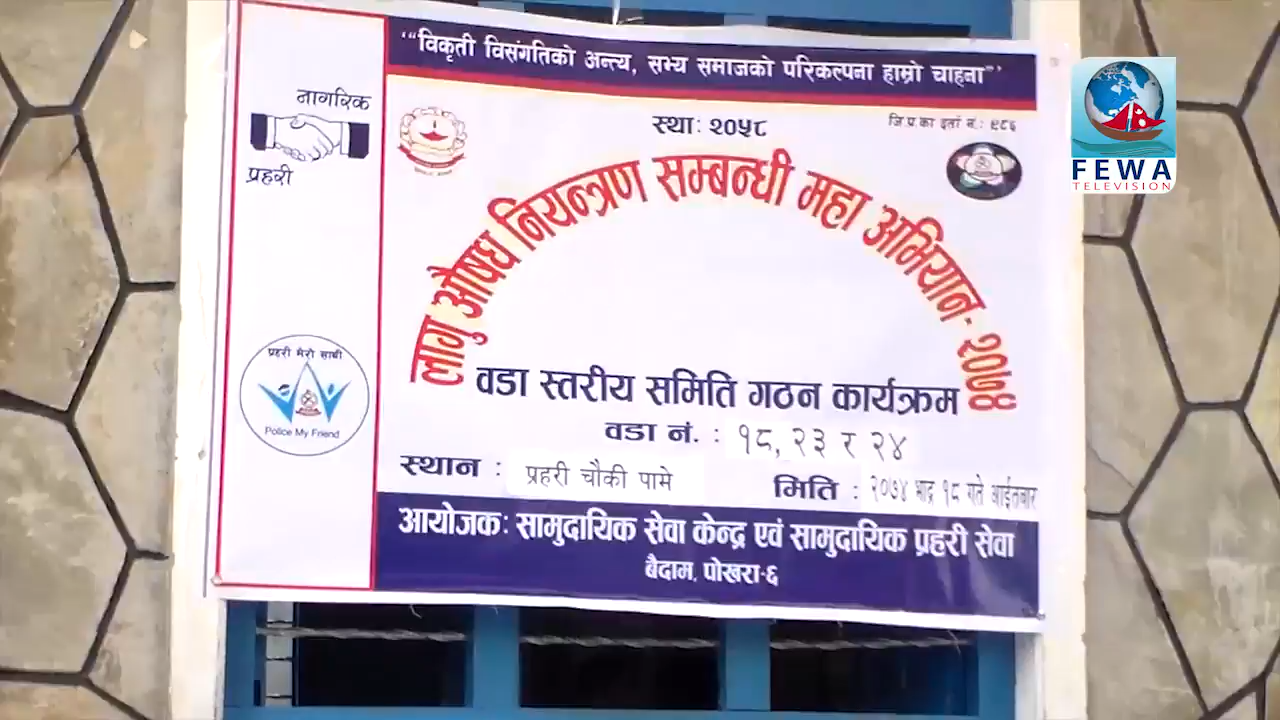 "विकृती विसंगतिको अन्त्य, सभ्य समाजको परिकल्पना हाम्रो चाहना"
नागरिक
प्रहरी
स्था: २०५८
जि.प्र.का दर्ता नं.: ९८६
लागु औषध नियन्त्रण सम्बन्धी महा अभियान-२०७४
वडा स्तरीय समिति गठन कार्यक्रम
वडा नं. : १८, २३ र २४
स्थान : प्रहरी चौकी पामे
मिति : २०७४ भाद्र १८ गते आईतबार
प्रहरी मेरो साथी
Police My Friend
आयोजक: सामुदायिक सेवा केन्द्र एवं सामुदायिक प्रहरी सेवा
बैदाम, पोखरा-६
FEWA
TELEVISION